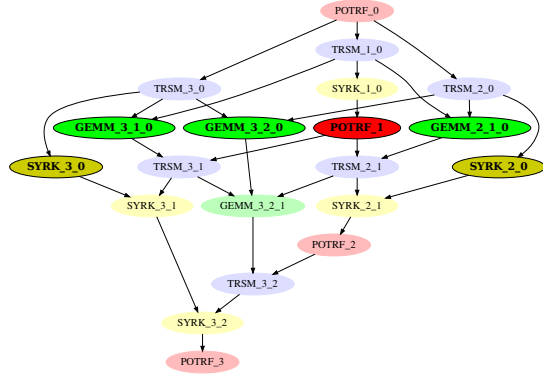 POTRF_0
TRSM_1_0
TRSM_3_0
SYRK_1_0
TRSM_2_0
GEMM_3_1_0
GEMM_3_2_0
POTRF_1
GEMM_2_1_0
SYRK_3_0
TRSM_3_1
TRSM_2_1
SYRK_2_0
SYRK_3_1
GEMM_3_2_1
SYRK_2_1
POTRF_2
TRSM_3_2
SYRK_3_2
POTRF_3